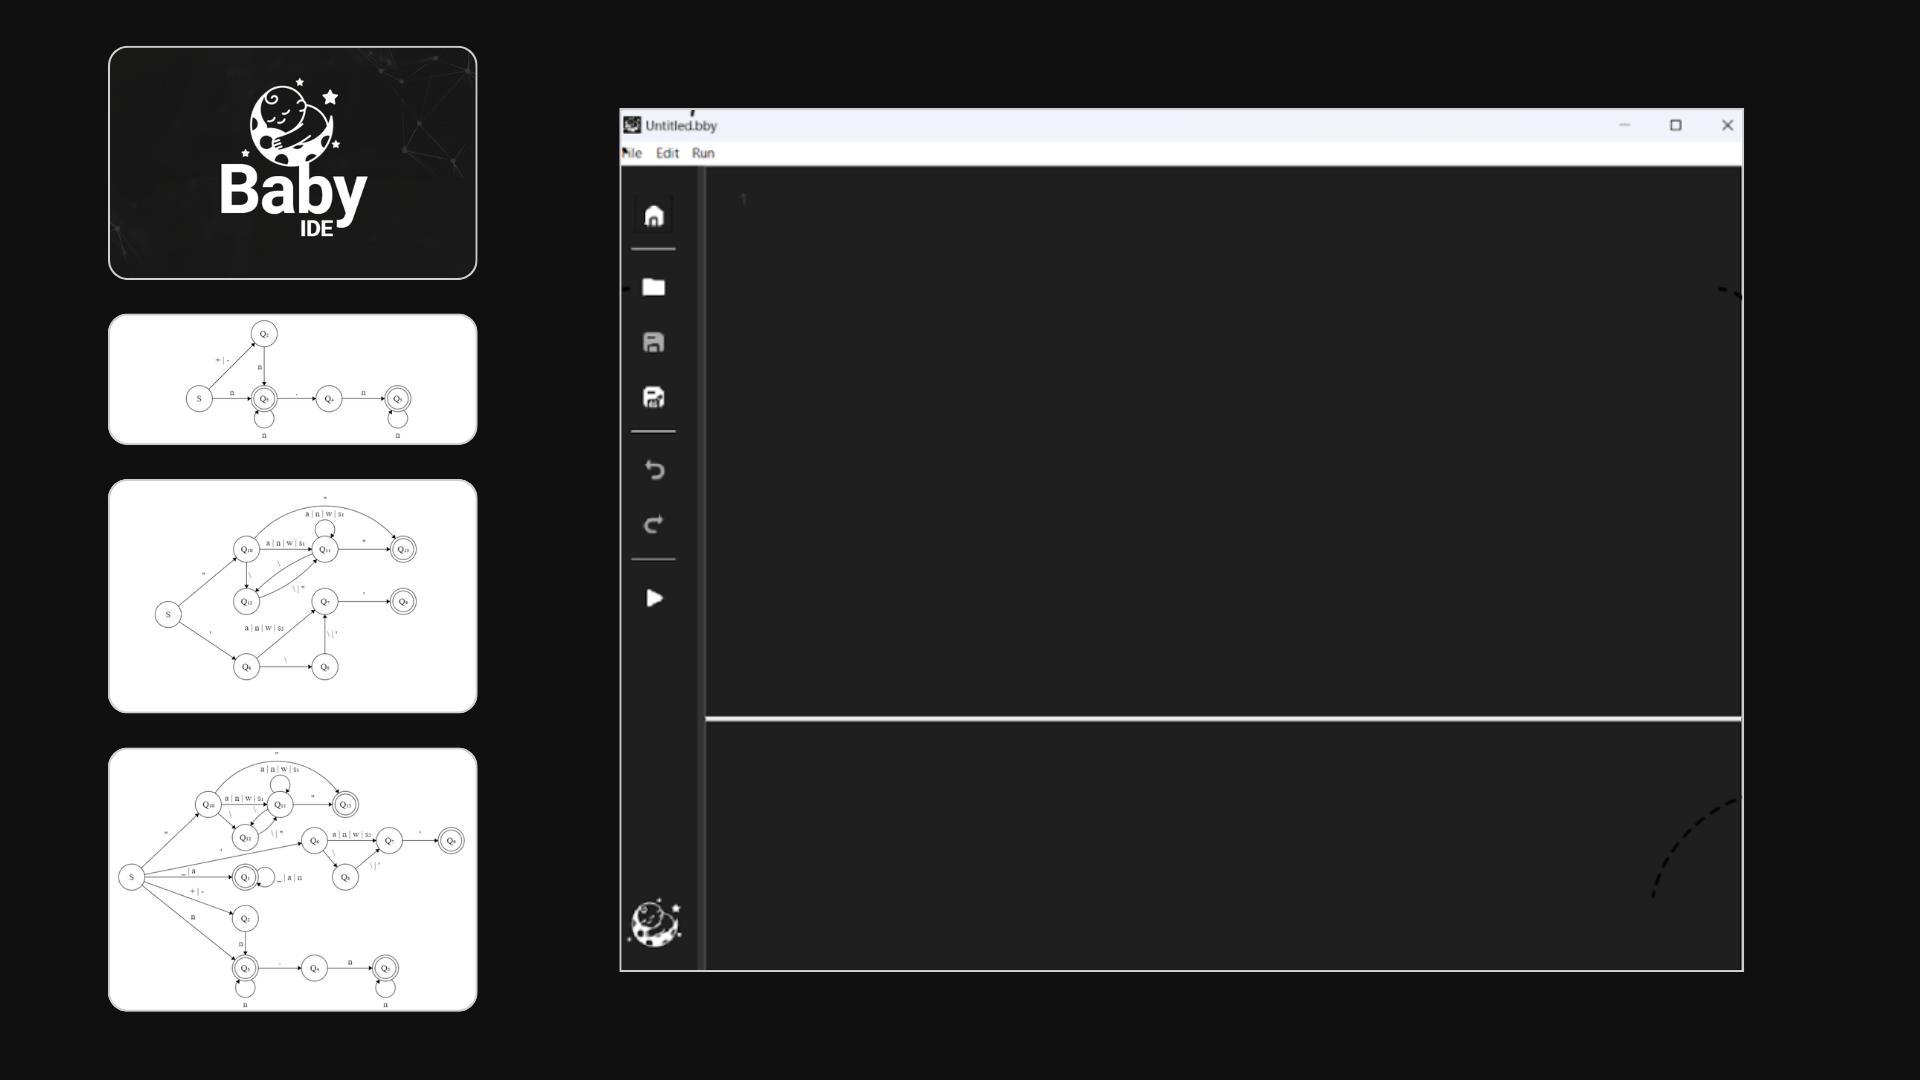 Baby
IDE
Q₂
+ | -
n
S
n
Q₃
.
Q₄
n
Q₅
n
n
"
a | n | w | s₁
Q₁₀
a | n | w | s₁
Q₁₁
"
Q₁₃
\
"
\
\ | "
Q₁₂
Q₇
'
Q₉
S
'
a | n | w | s₂
\ | '
Q₆
\
Q₈
"
a | n | w | s₁
Q₁₀
a | n | w | s₁
Q₁₁
"
Q₁₃
\
\
"
Q₁₂
\ | "
Q₆
a | n | w | s₂
Q₇
'
Q₉
'
\
\ | '
S
_ | a
Q₁
_ | a | n
Q₈
+ | -
n
Q₂
n
Q₃
.
Q₄
n
Q₅
n
n
Untitled.bby
File Edit Run
1